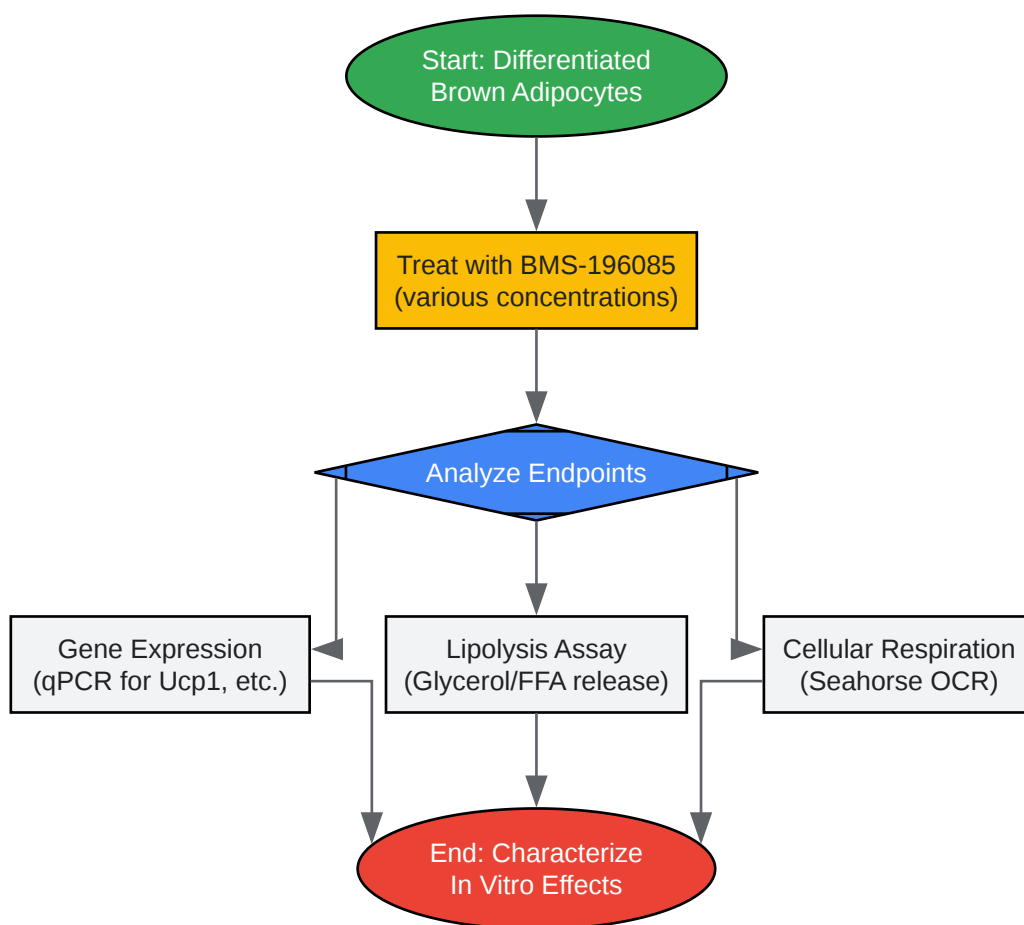 Start: Differentiated
Brown Adipocytes
Treat with BMS-196085
(various concentrations)
Analyze Endpoints
Gene Expression
(qPCR for Ucp1, etc.)
Lipolysis Assay
(Glycerol/FFA release)
Cellular Respiration
(Seahorse OCR)
End: Characterize
In Vitro Effects